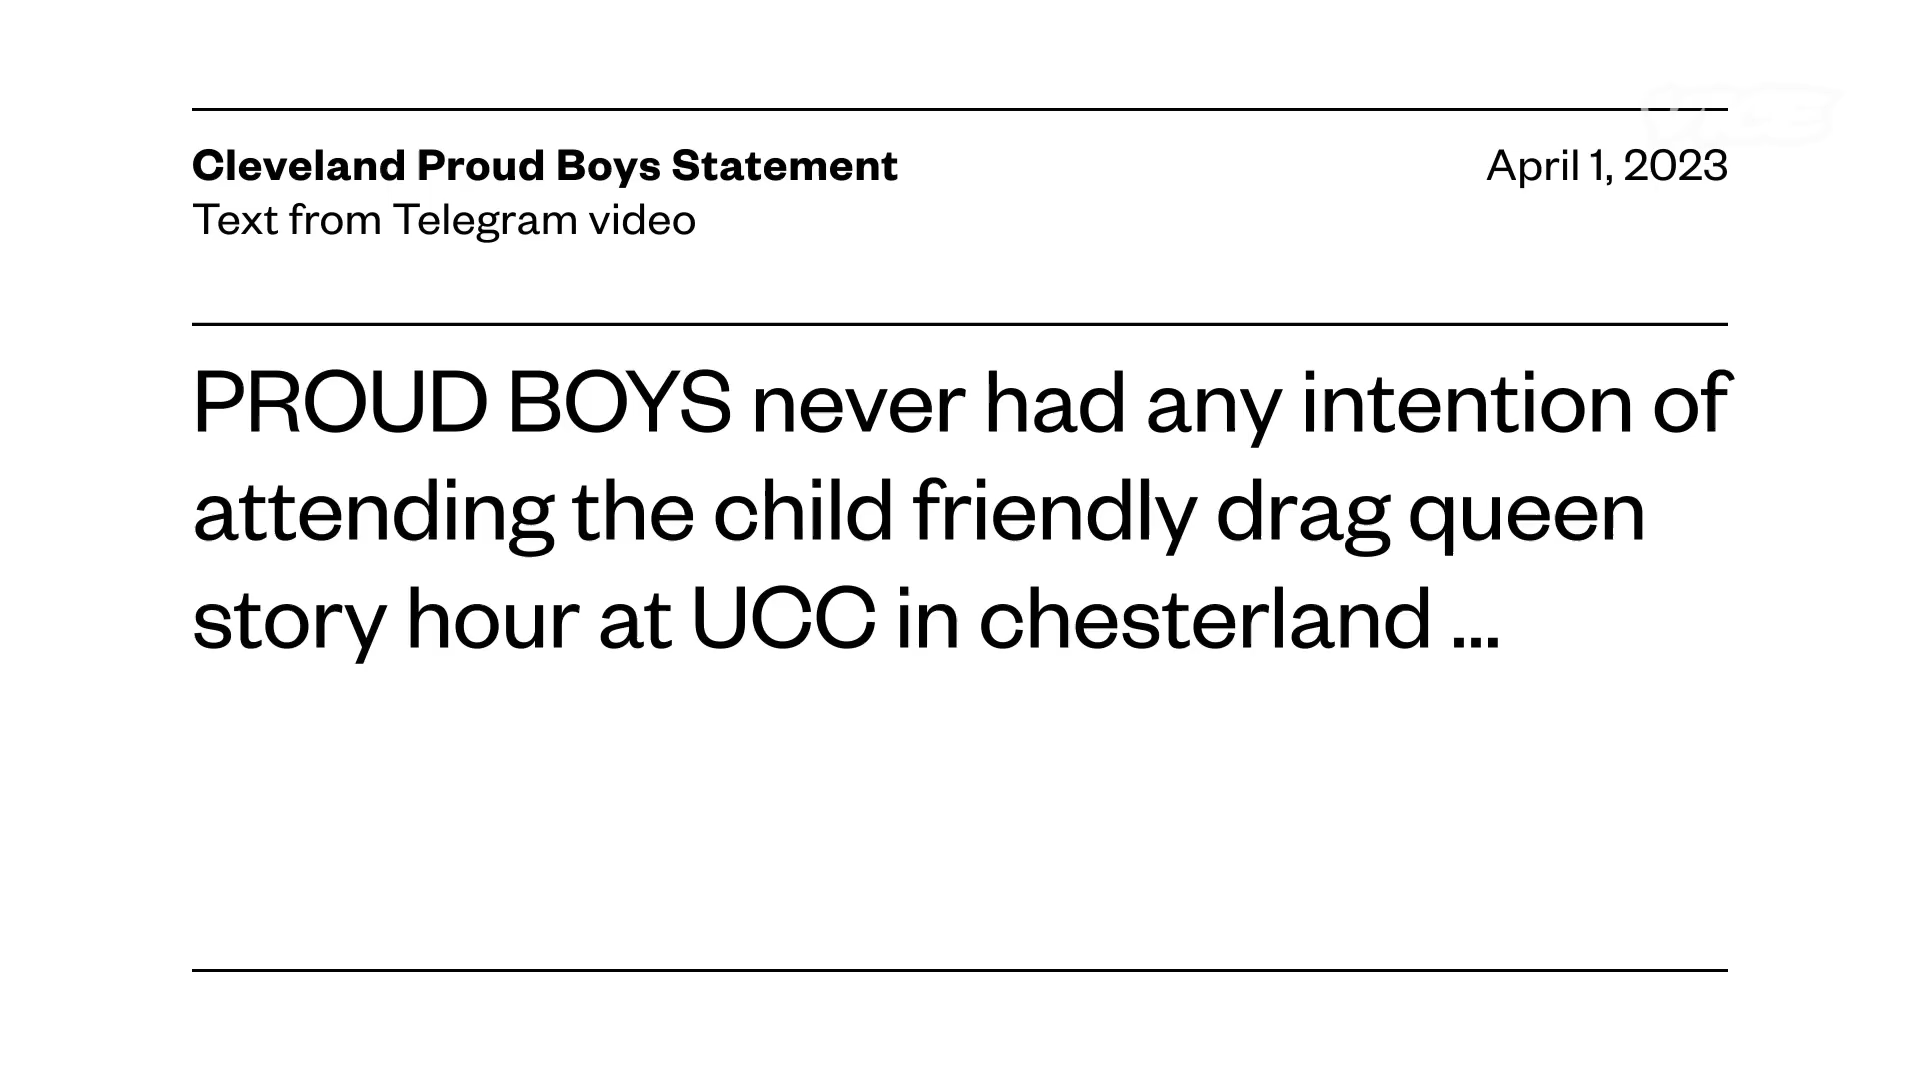 VICE
Cleveland Proud Boys Statement
April 1, 2023
Text from Telegram video
PROUD BOYS never had any intention of
attending the child friendly drag queen
story hour at UCC in chesterland ...